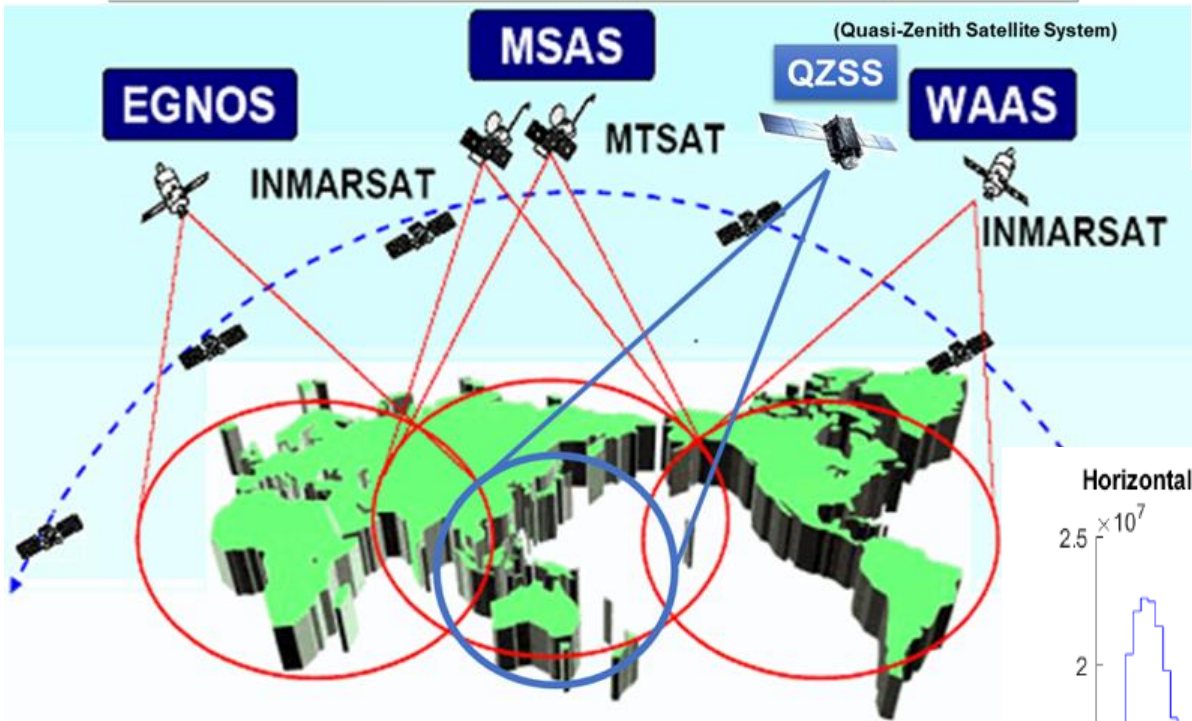 (Quasi-Zenith Satellite System)
MSAS
QZSS
EGNOS
WAAS
MTSAT
INMARSAT
INMARSAT
Horizontal
2.5 ×10⁷
2